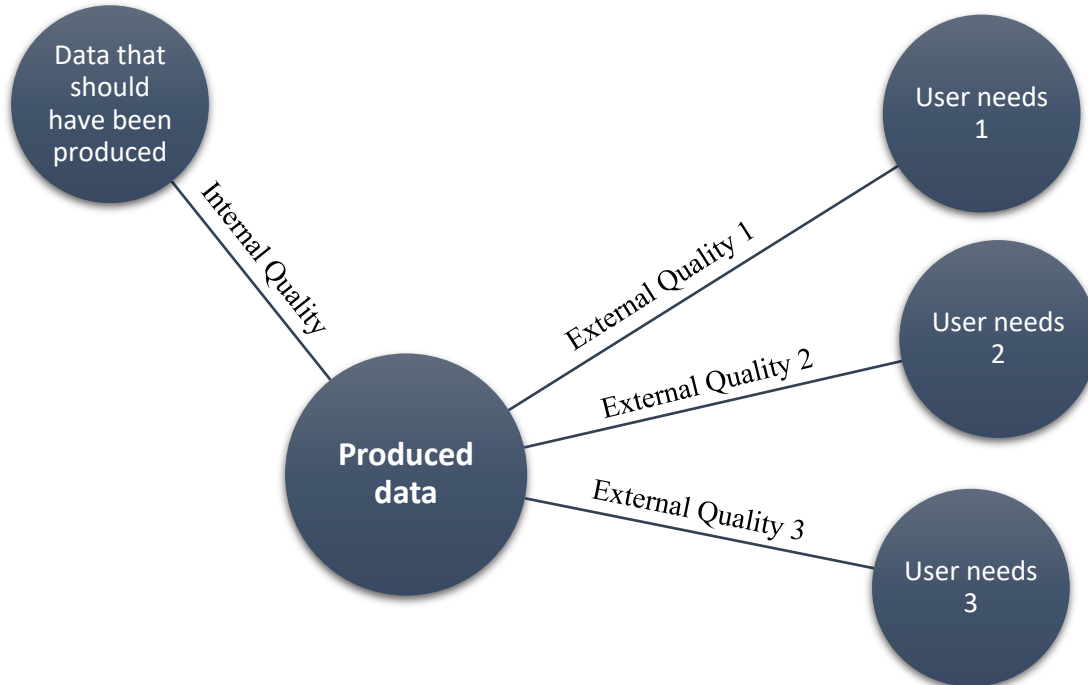 Data that
should
have been
produced
User needs
1
Internal Quality
External Quality 1
User needs
2
External Quality 2
Produced
data
External Quality 3
User needs
3